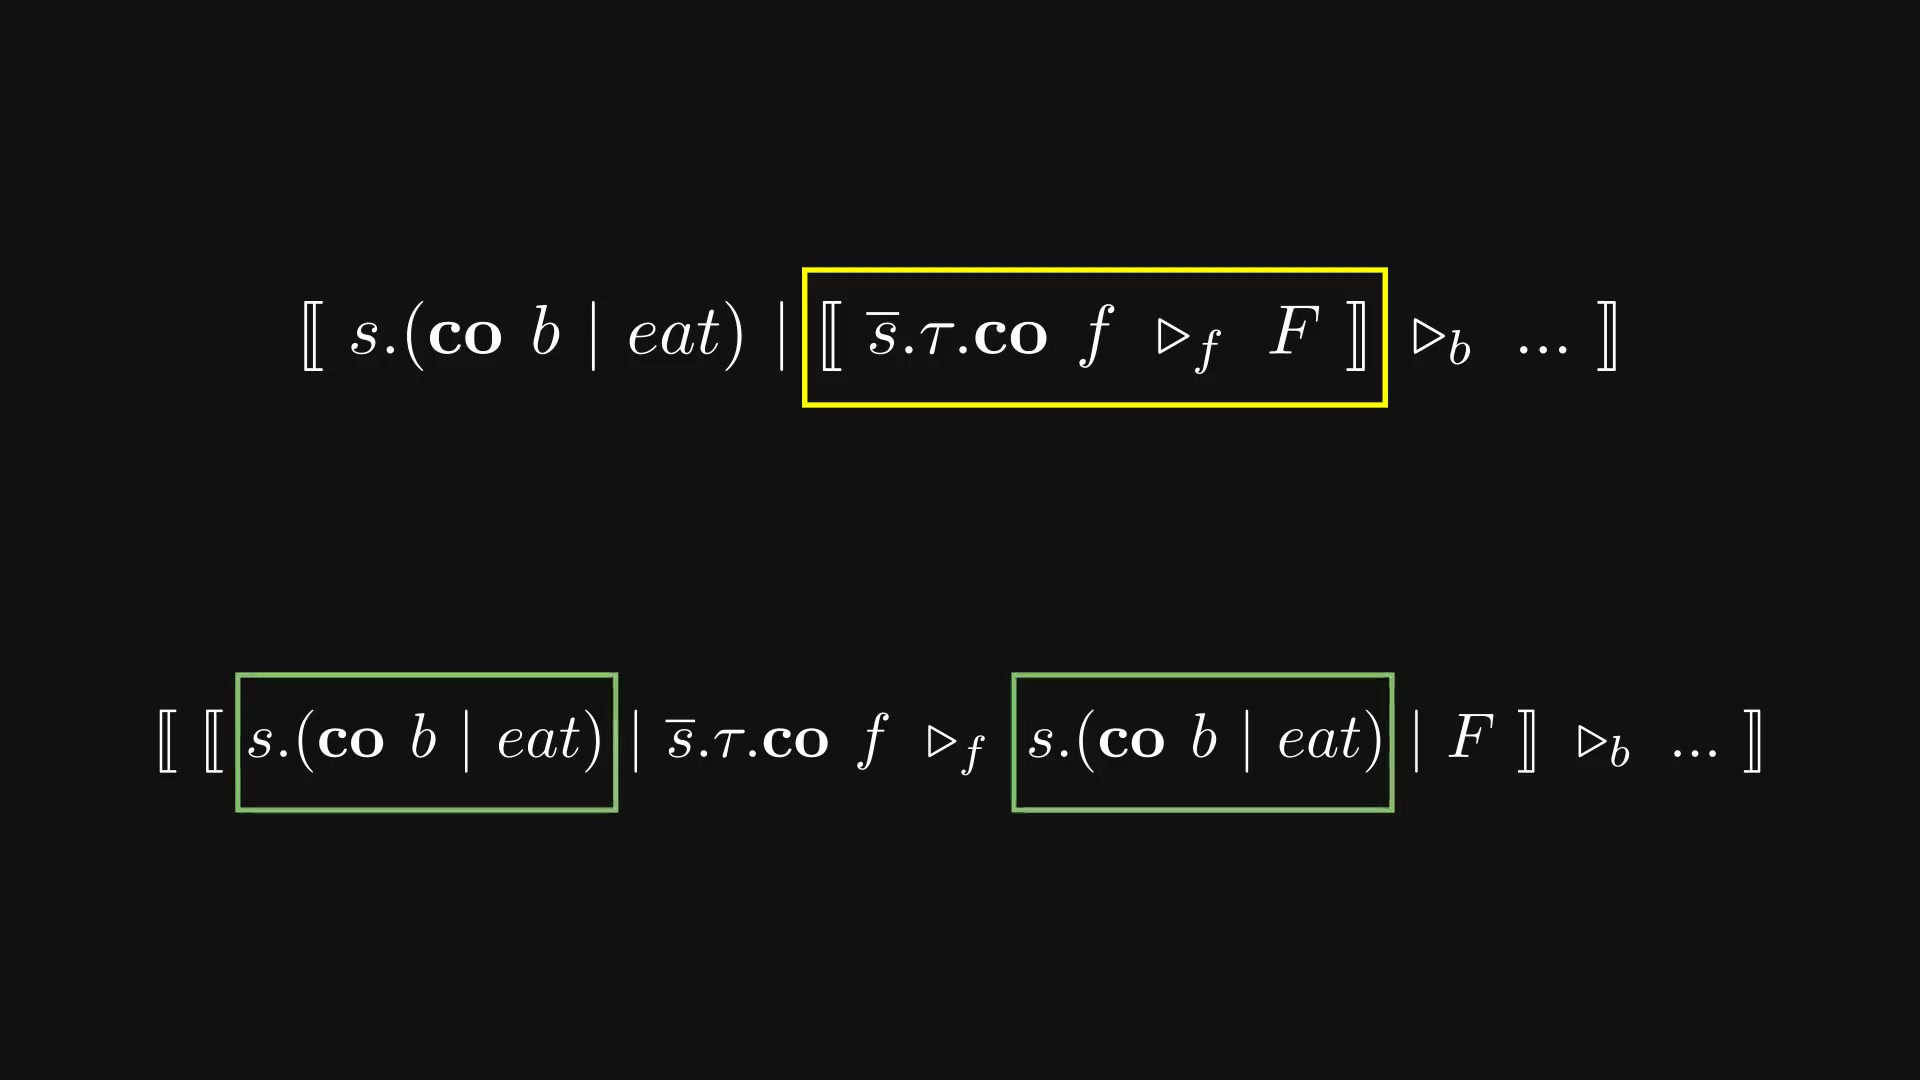 ⟦ s.(co b | eat) | ⟦ s̅.τ.co f ▷_f F ⟧ ▷_b ... ⟧
⟦ ⟦ s.(co b | eat) | s̅.τ.co f ▷_f s.(co b | eat) | F ⟧ ▷_b ... ⟧